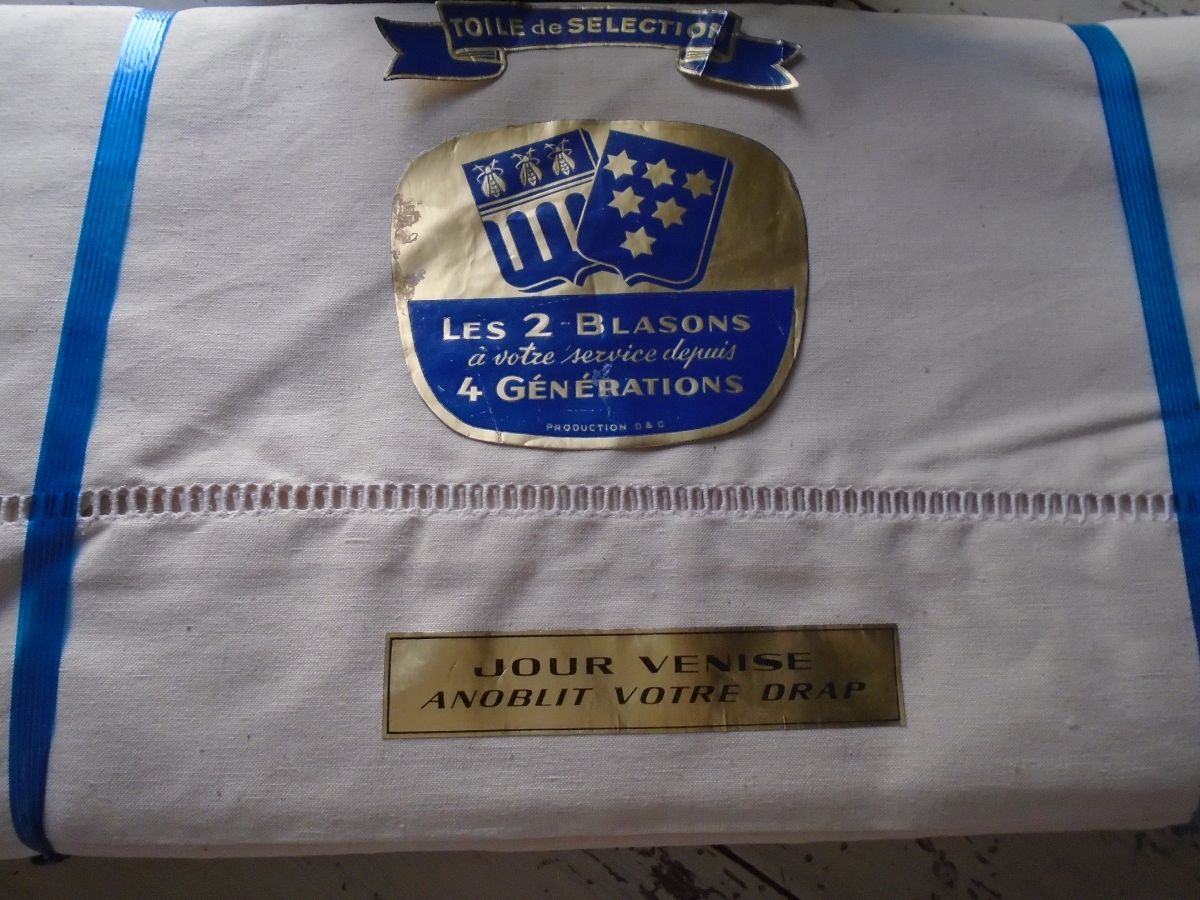 TOILE de SELECTION
LES 2 BLASONS
à votre service depuis
4 GÉNÉRATIONS
PRODUCTION D & C
JOUR VENISE
ANOBLIT VOTRE DRAP